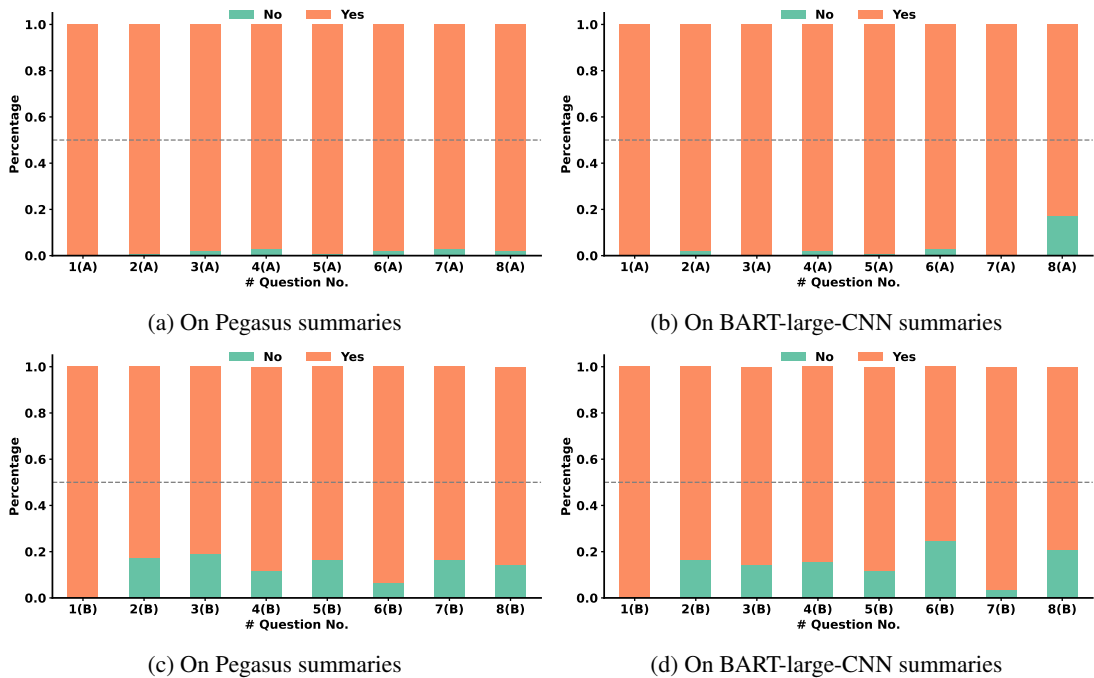 No Yes
1.0
0.8
0.6
0.4
0.2
0.0
Percentage
1(A) 2(A) 3(A) 4(A) 5(A) 6(A) 7(A) 8(A)
# Question No.
(a) On Pegasus summaries
No Yes
1.0
0.8
0.6
0.4
0.2
0.0
Percentage
1(A) 2(A) 3(A) 4(A) 5(A) 6(A) 7(A) 8(A)
# Question No.
(b) On BART-large-CNN summaries
No Yes
1.0
0.8
0.6
0.4
0.2
0.0
Percentage
1(B) 2(B) 3(B) 4(B) 5(B) 6(B) 7(B) 8(B)
# Question No.
(c) On Pegasus summaries
No Yes
1.0
0.8
0.6
0.4
0.2
0.0
Percentage
1(B) 2(B) 3(B) 4(B) 5(B) 6(B) 7(B) 8(B)
# Question No.
(d) On BART-large-CNN summaries